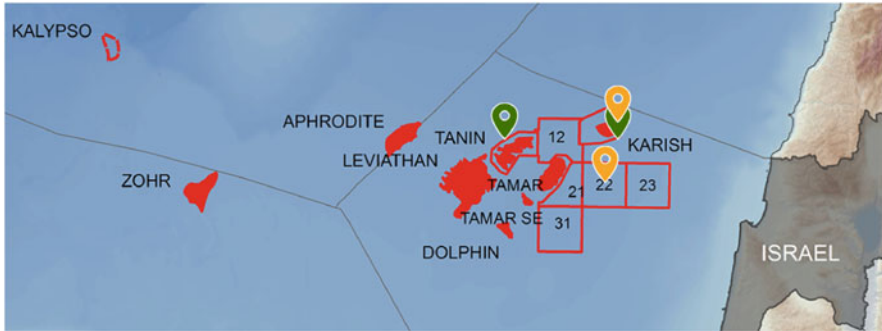 KALYPSO
APHRODITE
TANIN
12
KARISH
LEVIATHAN
ZOHR
TAMAR
21
22
23
TAMAR SE
31
DOLPHIN
ISRAEL